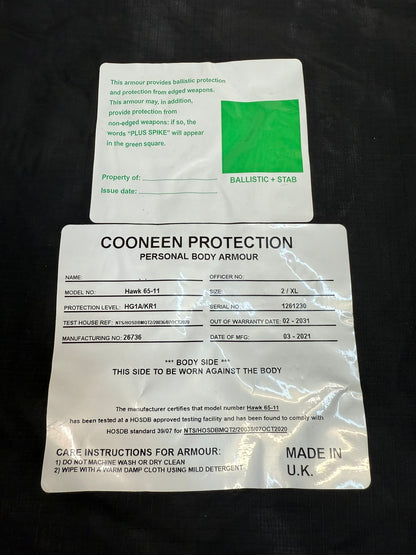 This armour provides ballistic protection
and protection from edged weapons.
This armour may, in addition,
provide protection from
non-edged weapons: if so, the
words "PLUS SPIKE" will appear
in the green square.
Property of:
Issue date:
BALLISTIC + STAB
COONEEN PROTECTION
PERSONAL BODY ARMOUR
NAME: OFFICER NO:
MODEL NO: Hawk 65-11 SIZE: 2 / XL
PROTECTION LEVEL: HG1A/KR1 SERIAL NO: 1261230
TEST HOUSE REF: NTS/HOSDBMQT2/20036/07OCT2020 OUT OF WARRANTY DATE: 02 - 2031
MANUFACTURING NO: 26736 DATE OF MFG: 03 - 2021
*** BODY SIDE ***
THIS SIDE TO BE WORN AGAINST THE BODY
The manufacturer certifies that model number Hawk 65-11
has been tested at a HOSDB approved testing facility and has been found to comply with
HOSDB standard 39/07 for NTS/HOSDBMQT2/20036/07OCT2020
CARE INSTRUCTIONS FOR ARMOUR:
1) DO NOT MACHINE WASH OR DRY CLEAN
2) WIPE WITH A WARM DAMP CLOTH USING MILD DETERGENT
MADE IN
U.K.